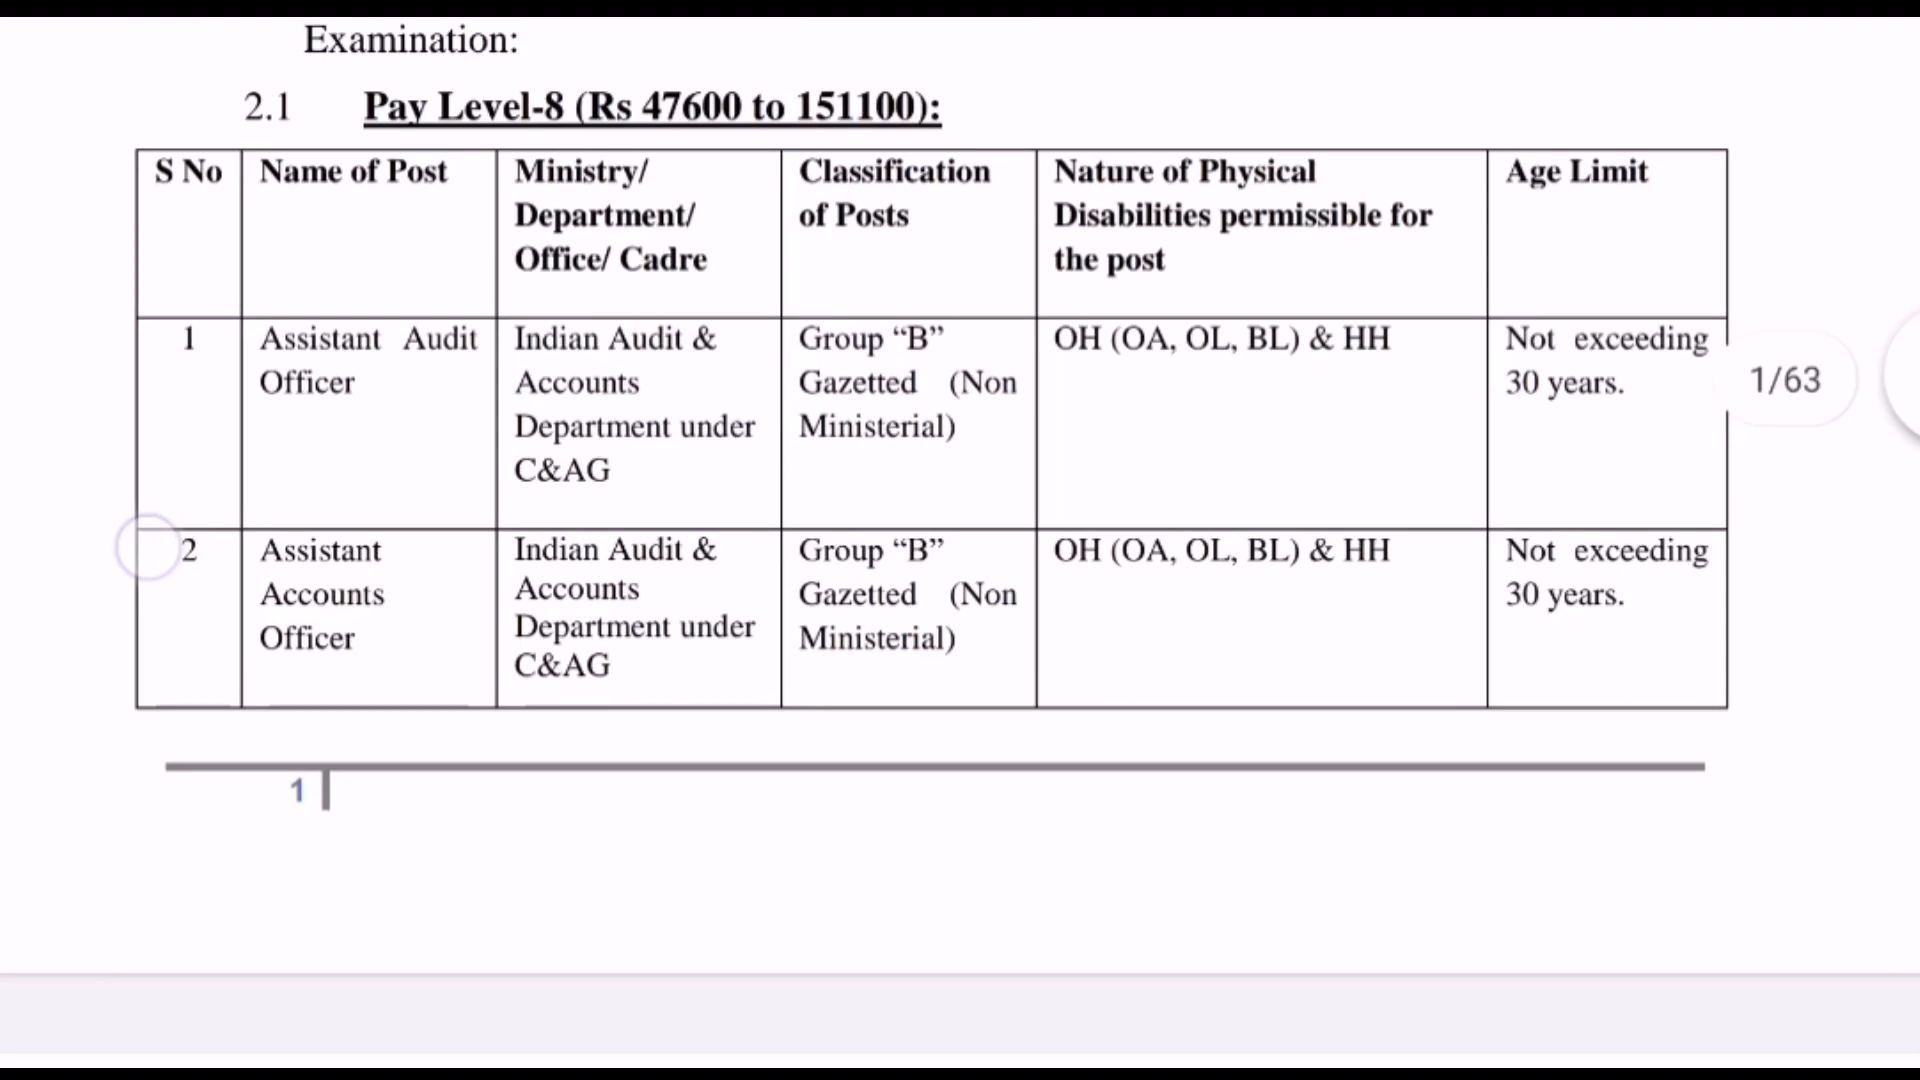 Examination:
2.1 Pay Level-8 (Rs 47600 to 151100):
S No
Name of Post
Ministry/
Department/
Office/ Cadre
Classification
of Posts
Nature of Physical
Disabilities permissible for
the post
Age Limit
1
Assistant Audit
Officer
Indian Audit &
Accounts
Department under
C&AG
Group “B”
Gazetted (Non
Ministerial)
OH (OA, OL, BL) & HH
Not exceeding
30 years.
1/63
2
Assistant
Accounts
Officer
Indian Audit &
Accounts
Department under
C&AG
Group “B”
Gazetted (Non
Ministerial)
OH (OA, OL, BL) & HH
Not exceeding
30 years.
1